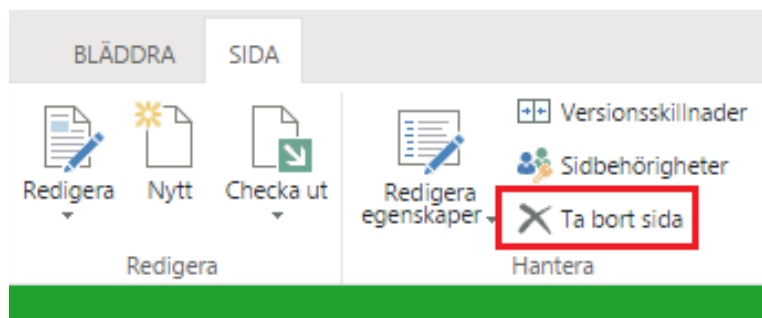 BLÄDDRA
SIDA
Redigera
Nytt
Checka ut
Redigera
Redigera
egenskaper
Versionsskillnader
Sidbehörigheter
Ta bort sida
Hantera